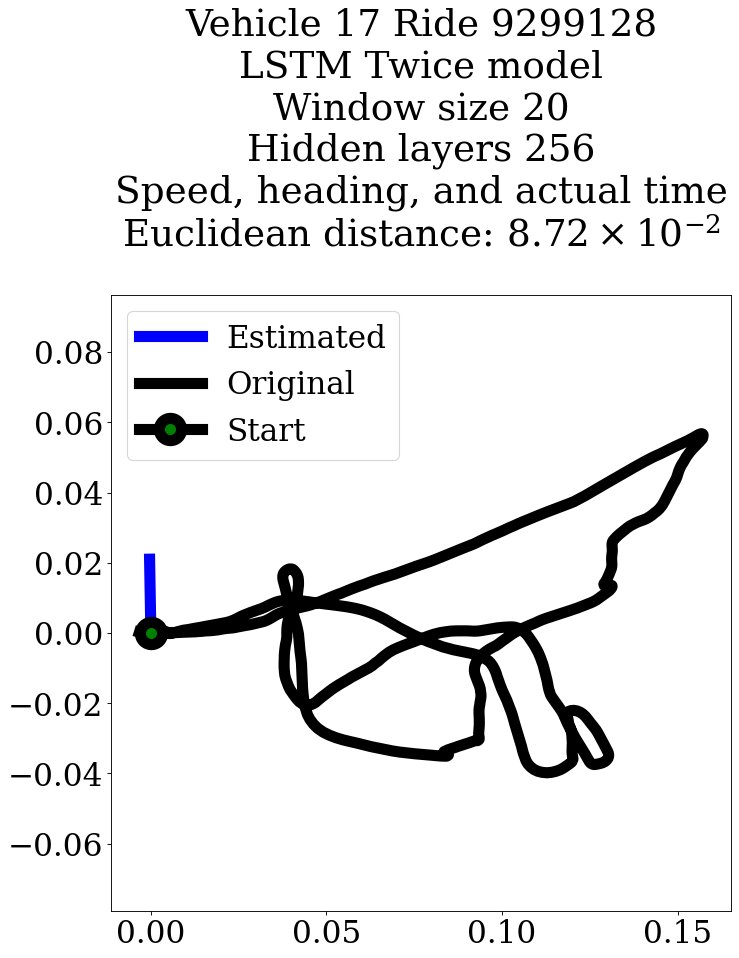 Vehicle 17 Ride 9299128
LSTM Twice model
Window size 20
Hidden layers 256
Speed, heading, and actual time
Euclidean distance: 8.72 × 10⁻²
Estimated
Original
Start
0.08
0.06
0.04
0.02
0.00
−0.02
−0.04
−0.06
0.00 0.05 0.10 0.15